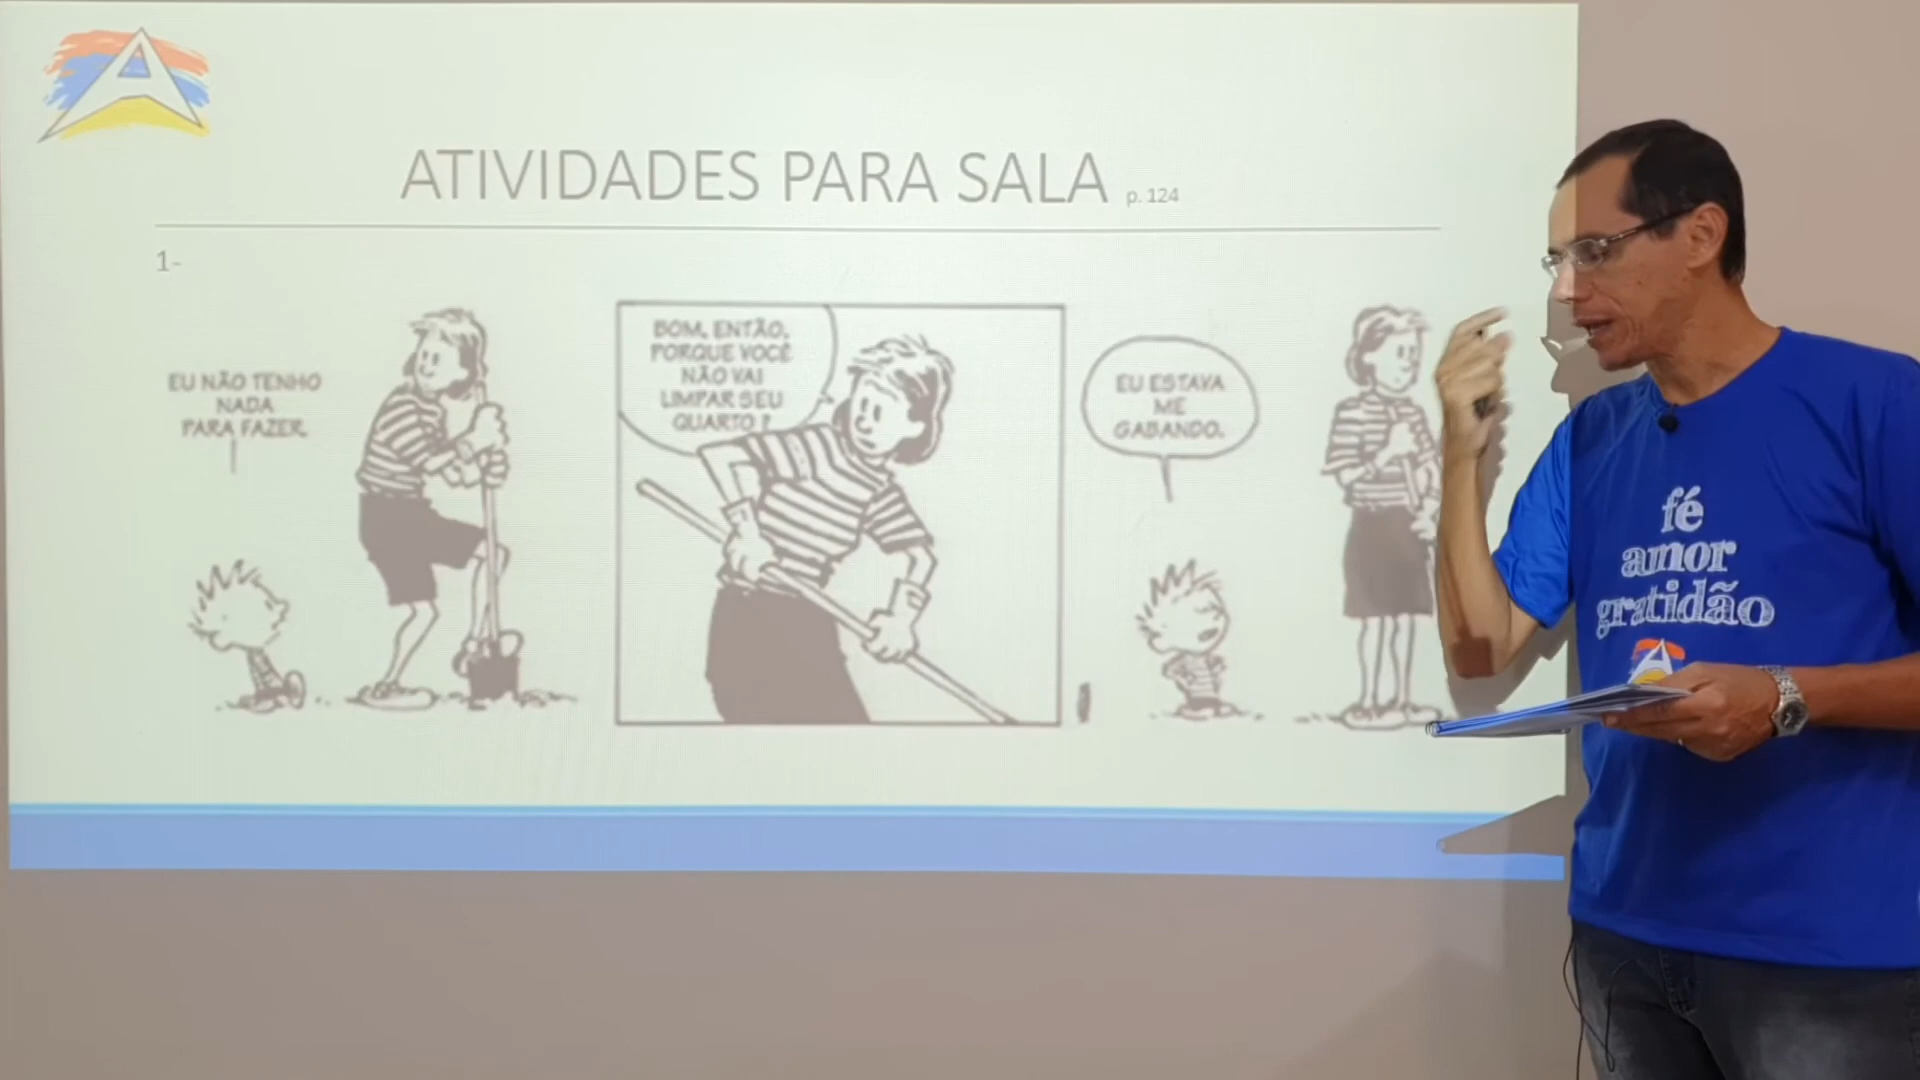 ATIVIDADES PARA SALA p. 124
1-
EU NÃO TENHO
NADA
PARA FAZER.
BOM, ENTÃO,
PORQUE VOCÊ
NÃO VAI
LIMPAR SEU
QUARTO?
EU ESTAVA
ME
GABANDO.
fé
amor
gratidão